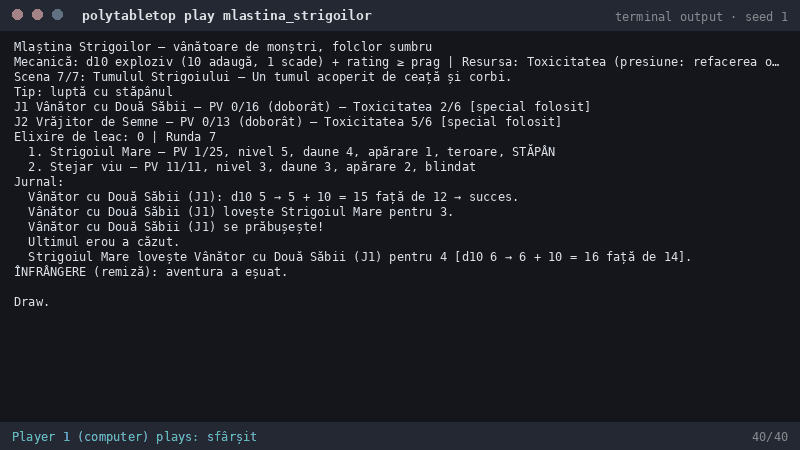 polytabletop play mlastina_strigoilor
terminal output · seed 1
Mlaștina Strigoilor — vânătoare de monștri, folclor sumbru
Mecanică: d10 exploziv (10 adaugă, 1 scade) + rating ≥ prag | Resursa: Toxicitatea (presiune: refacerea o…
Scena 7/7: Tumulul Strigoiului — Un tumul acoperit de ceață și corbi.
Tip: luptă cu stăpânul
J1 Vânător cu Două Săbii — PV 0/16 (doborât) — Toxicitatea 2/6 [special folosit]
J2 Vrăjitor de Semne — PV 0/13 (doborât) — Toxicitatea 5/6 [special folosit]
Elixire de leac: 0 | Runda 7
1. Strigoiul Mare — PV 1/25, nivel 5, daune 4, apărare 1, teroare, STĂPÂN
2. Stejar viu — PV 11/11, nivel 3, daune 3, apărare 2, blindat
Jurnal:
Vânător cu Două Săbii (J1): d10 5 → 5 + 10 = 15 față de 12 → succes.
Vânător cu Două Săbii (J1) lovește Strigoiul Mare pentru 3.
Vânător cu Două Săbii (J1) se prăbușește!
Ultimul erou a căzut.
Strigoiul Mare lovește Vânător cu Două Săbii (J1) pentru 4 [d10 6 → 6 + 10 = 16 față de 14].
ÎNFRÂNGERE (remiză): aventura a eșuat.
Draw.
Player 1 (computer) plays: sfârșit
40/40